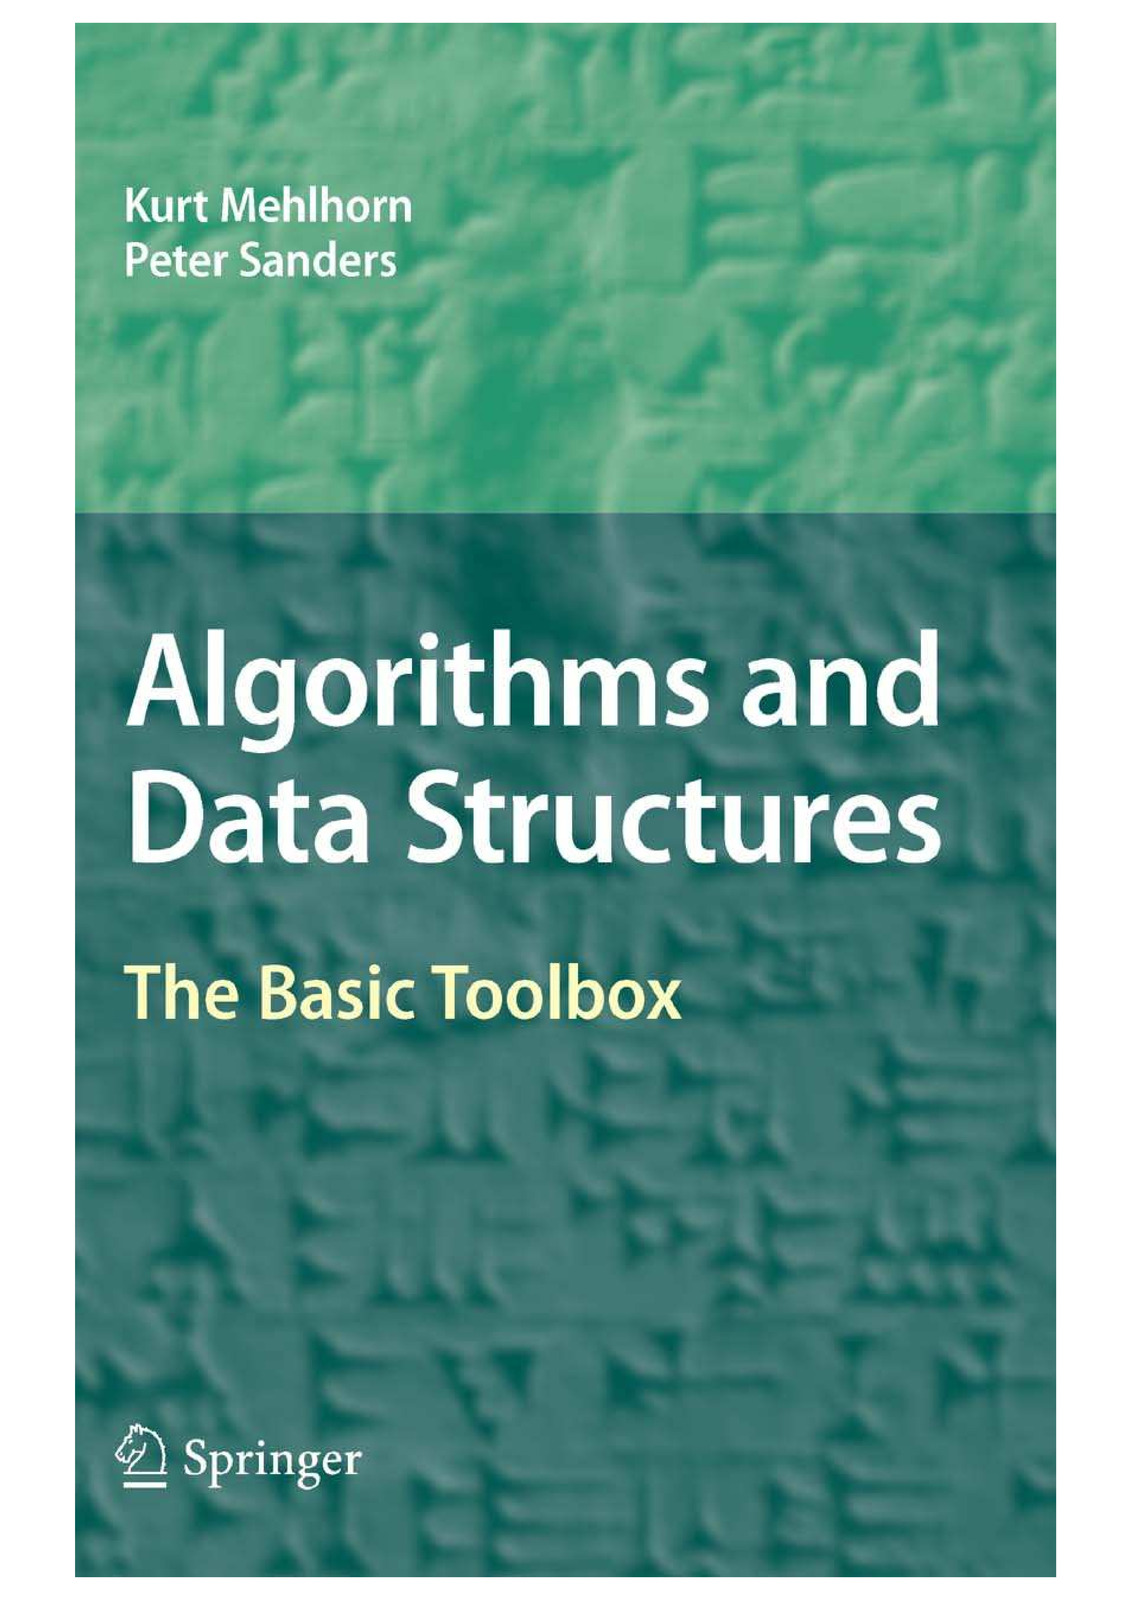 Kurt Mehlhorn
Peter Sanders
Algorithms and
Data Structures
The Basic Toolbox
Springer